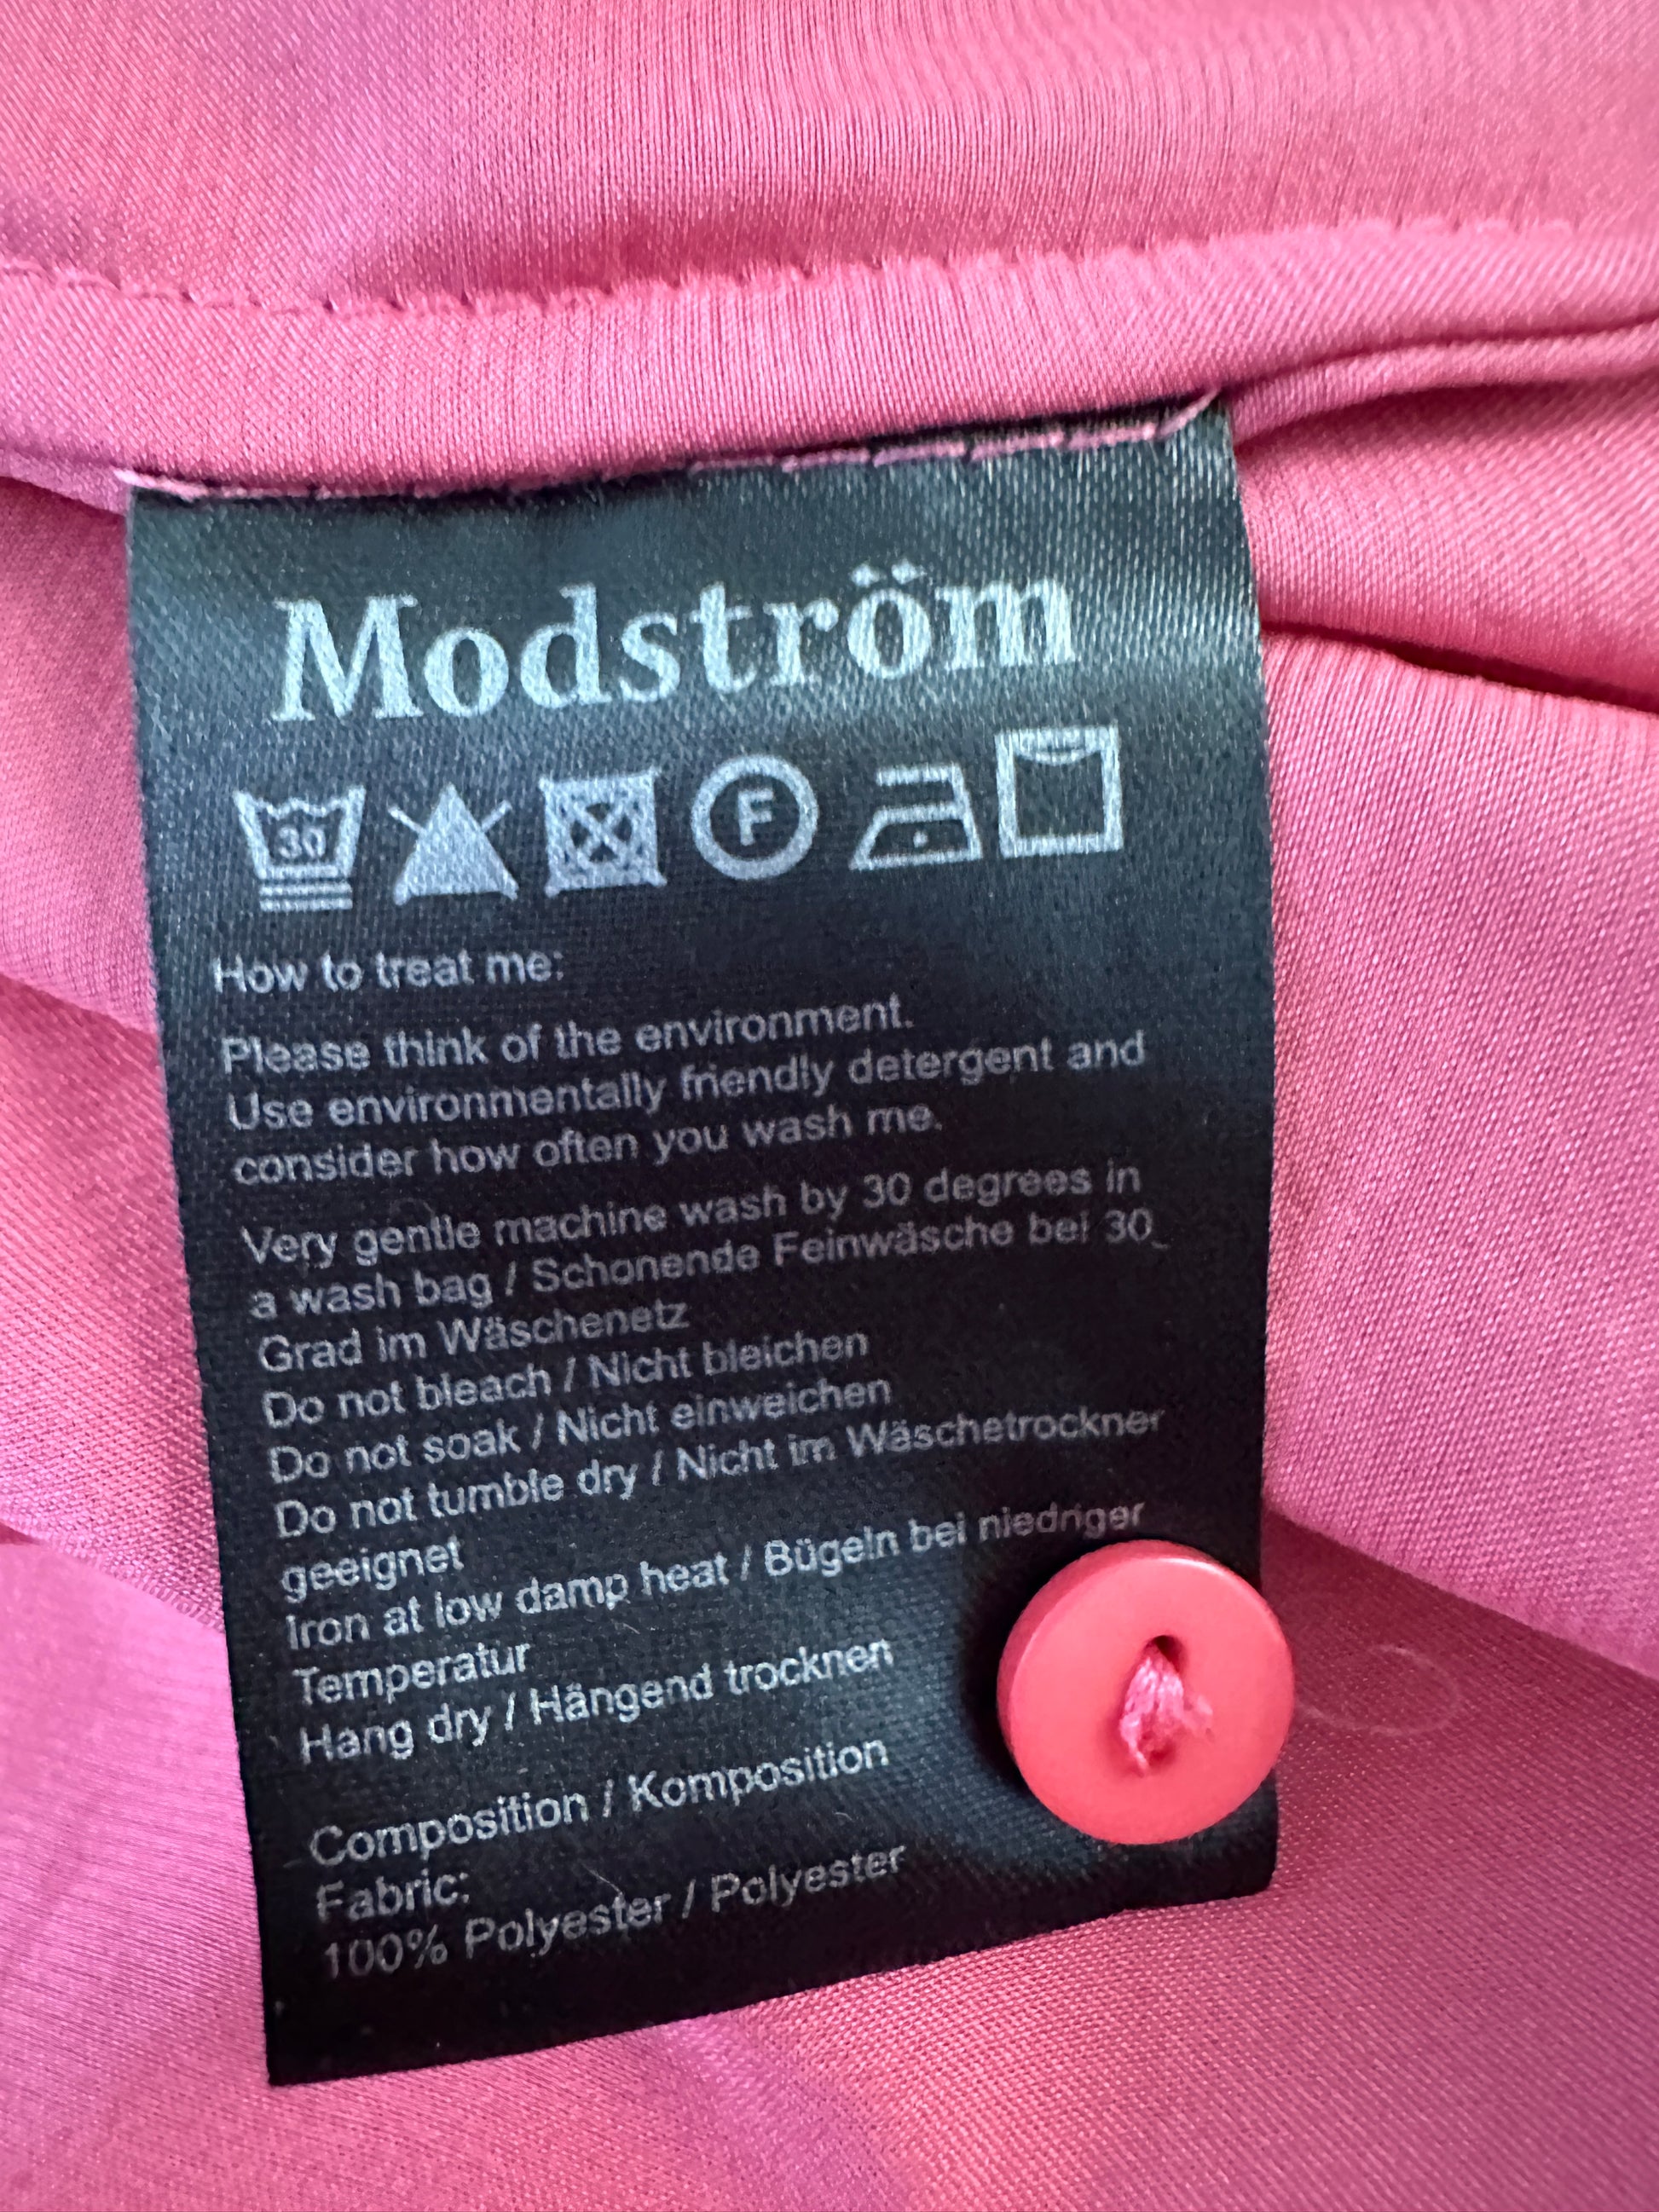 Modström
30
F
How to treat me:
Please think of the environment.
Use environmentally friendly detergent and
consider how often you wash me.
Very gentle machine wash by 30 degrees in
a wash bag / Schonende Feinwäsche bei 30
Grad im Wäschenetz
Do not bleach / Nicht bleichen
Do not soak / Nicht einweichen
Do not tumble dry / Nicht im Wäschetrockner
geeignet
Iron at low damp heat / Bügeln bei niedriger
Temperatur
Hang dry / Hängend trocknen
Composition / Komposition
Fabric:
100% Polyester / Polyester